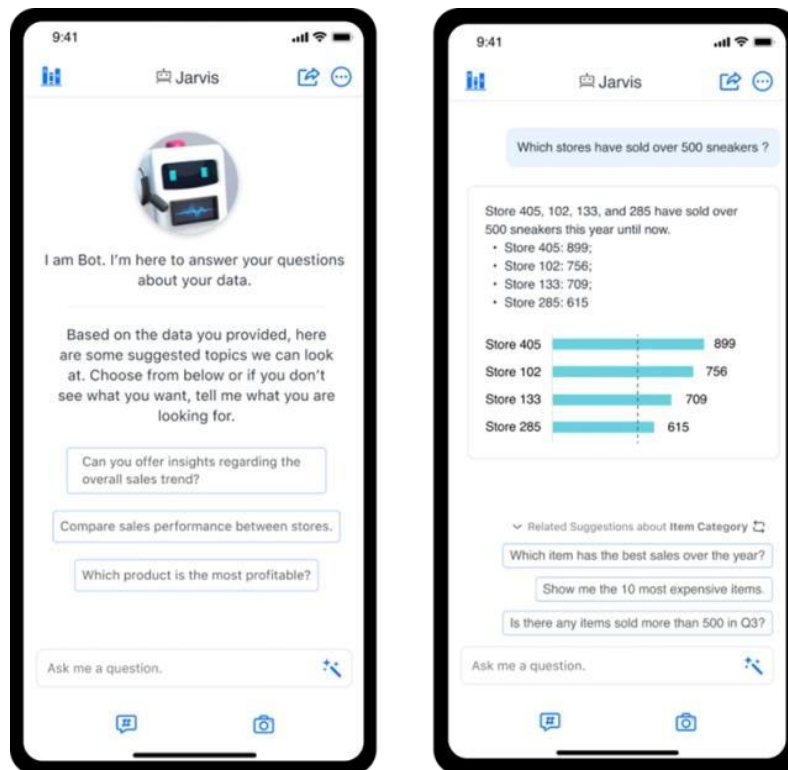 9:41
Jarvis
I am Bot. I'm here to answer your questions
about your data.
Based on the data you provided, here
are some suggested topics we can look
at. Choose from below or if you don't
see what you want, tell me what you are
looking for.
Can you offer insights regarding the
overall sales trend?
Compare sales performance between stores.
Which product is the most profitable?
Ask me a question.
#
9:41
Jarvis
Which stores have sold over 500 sneakers ?
Store 405, 102, 133, and 285 have sold over
500 sneakers this year until now.
• Store 405: 899;
• Store 102: 756;
• Store 133: 709;
• Store 285: 615
Store 405 899
Store 102 756
Store 133 709
Store 285 615
Related Suggestions about Item Category
Which item has the best sales over the year?
Show me the 10 most expensive items.
Is there any items sold more than 500 in Q3?
Ask me a question.
#